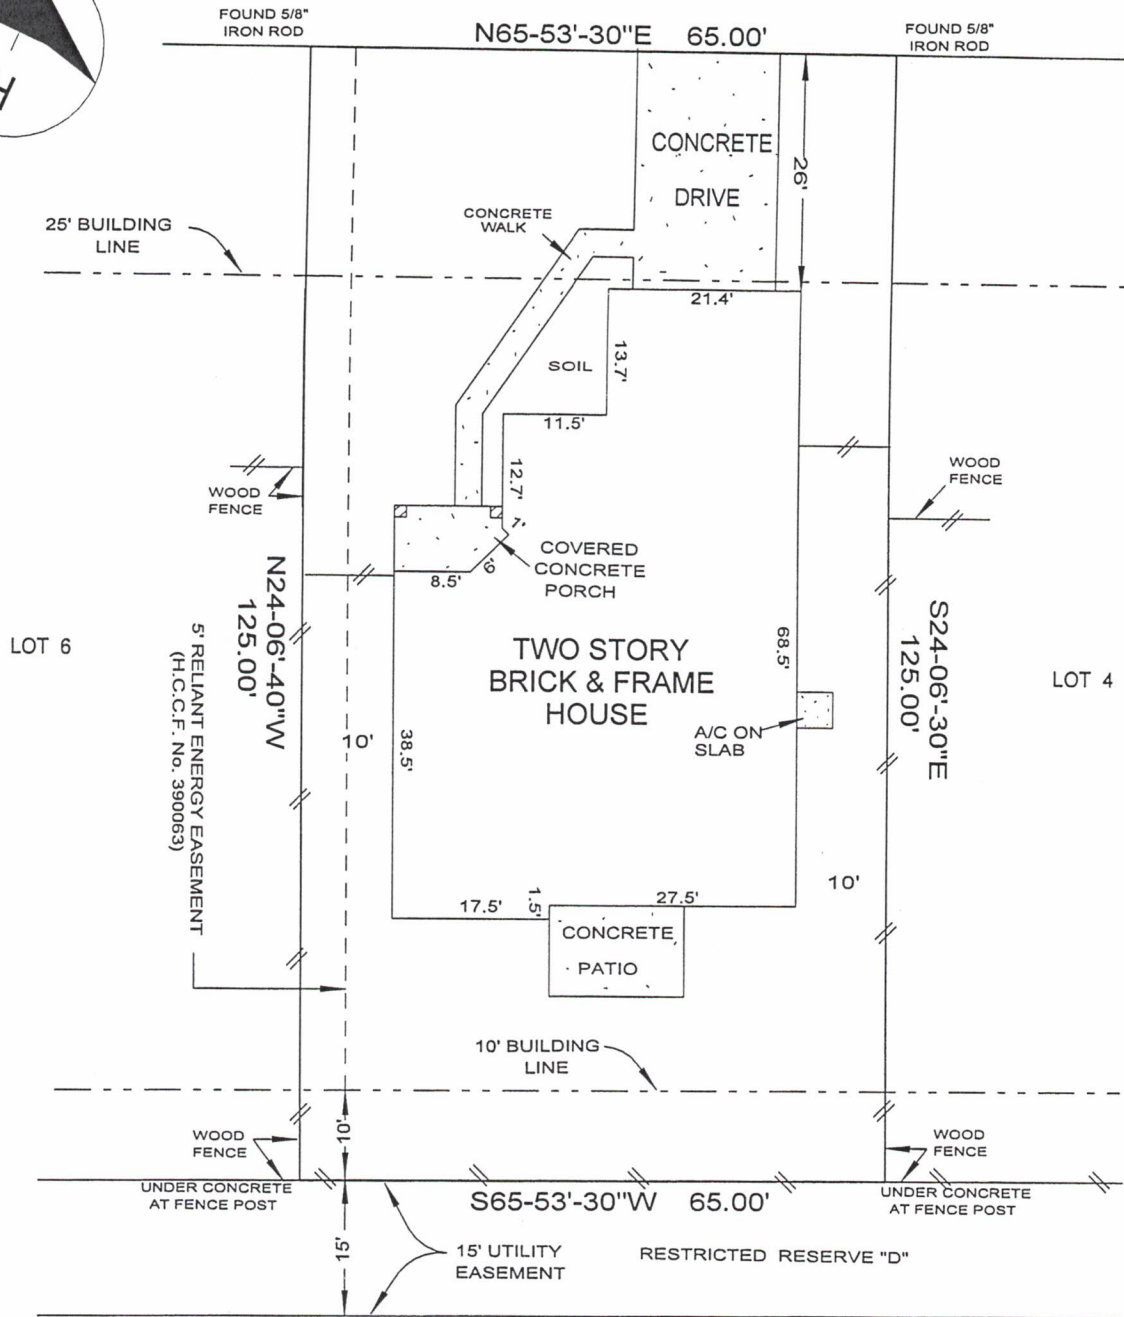 FOUND 5/8"
IRON ROD
N65-53'-30"E 65.00'
FOUND 5/8"
IRON ROD
CONCRETE
DRIVE
26'
25' BUILDING
LINE
CONCRETE
WALK
21.4'
SOIL
13.7'
11.5'
WOOD
FENCE
12.7'
WOOD
FENCE
1'
COVERED
CONCRETE
PORCH
8.5'
6'
N24-06'-40"W
125.00'
LOT 6
5' RELIANT ENERGY EASEMENT
(H.C.C.F. No. 390063)
TWO STORY
BRICK & FRAME
HOUSE
68.5'
S24-06'-30"E
125.00'
LOT 4
10'
38.5'
A/C ON
SLAB
10'
17.5'
1.5'
27.5'
CONCRETE
PATIO
10' BUILDING
LINE
10'
WOOD
FENCE
WOOD
FENCE
UNDER CONCRETE
AT FENCE POST
S65-53'-30"W 65.00'
UNDER CONCRETE
AT FENCE POST
15'
15' UTILITY
EASEMENT
RESTRICTED RESERVE "D"